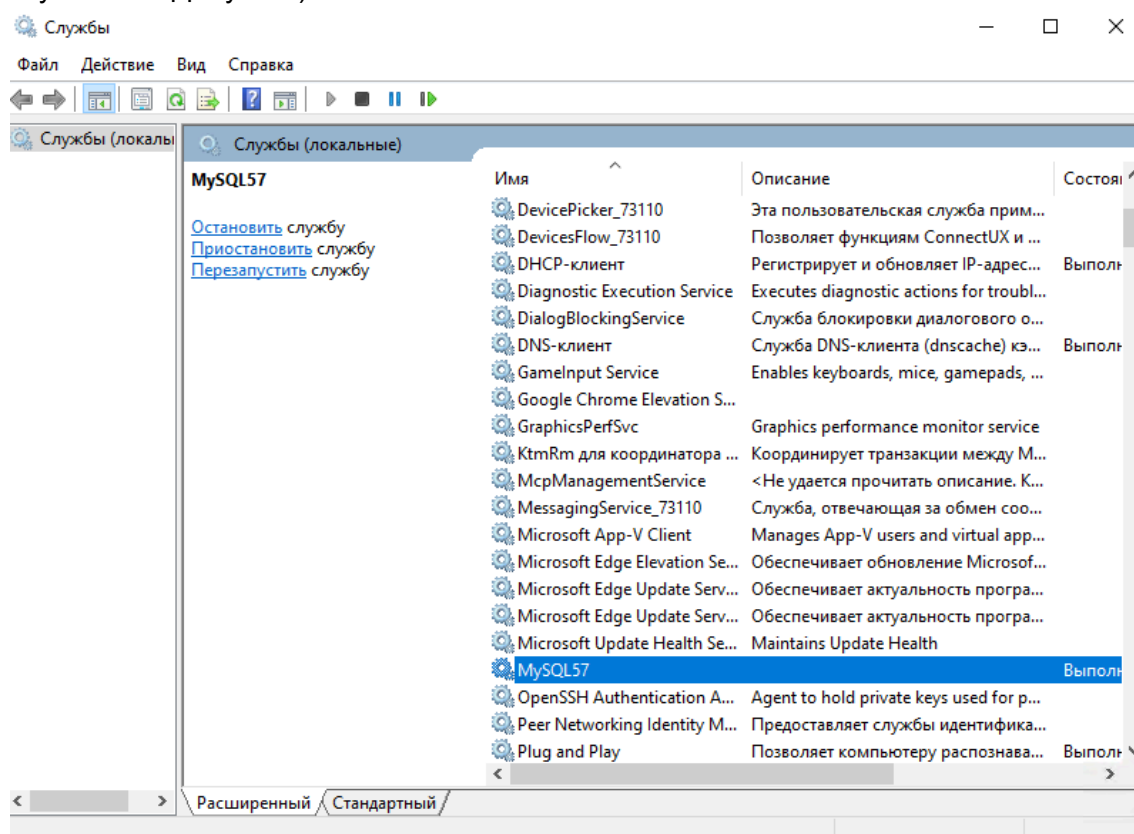 Службы
Файл Действие Вид Справка
Службы (локалы
Службы (локальные)
MySQL57
Остановить службу
Приостановить службу
Перезапустить службу
Имя Описание Состоя
DevicePicker_73110 Эта пользовательская служба прим...
DevicesFlow_73110 Позволяет функциям ConnectUX и ...
DHCP-клиент Регистрирует и обновляет IP-адрес... Выполн
Diagnostic Execution Service Executes diagnostic actions for troubl...
DialogBlockingService Служба блокировки диалогового о...
DNS-клиент Служба DNS-клиента (dnscache) кэ... Выполн
GameInput Service Enables keyboards, mice, gamepads, ...
Google Chrome Elevation S...
GraphicsPerfSvc Graphics performance monitor service
KtmRm для координатора ... Координирует транзакции между M...
McpManagementService <Не удается прочитать описание. К...
MessagingService_73110 Служба, отвечающая за обмен соо...
Microsoft App-V Client Manages App-V users and virtual app...
Microsoft Edge Elevation Se... Обеспечивает обновление Microsof...
Microsoft Edge Update Serv... Обеспечивает актуальность програ...
Microsoft Edge Update Serv... Обеспечивает актуальность програ...
Microsoft Update Health Se... Maintains Update Health
MySQL57 Выполн
OpenSSH Authentication A... Agent to hold private keys used for p...
Peer Networking Identity M... Предоставляет службы идентифика...
Plug and Play Позволяет компьютеру распознава... Выполн
Расширенный Стандартный